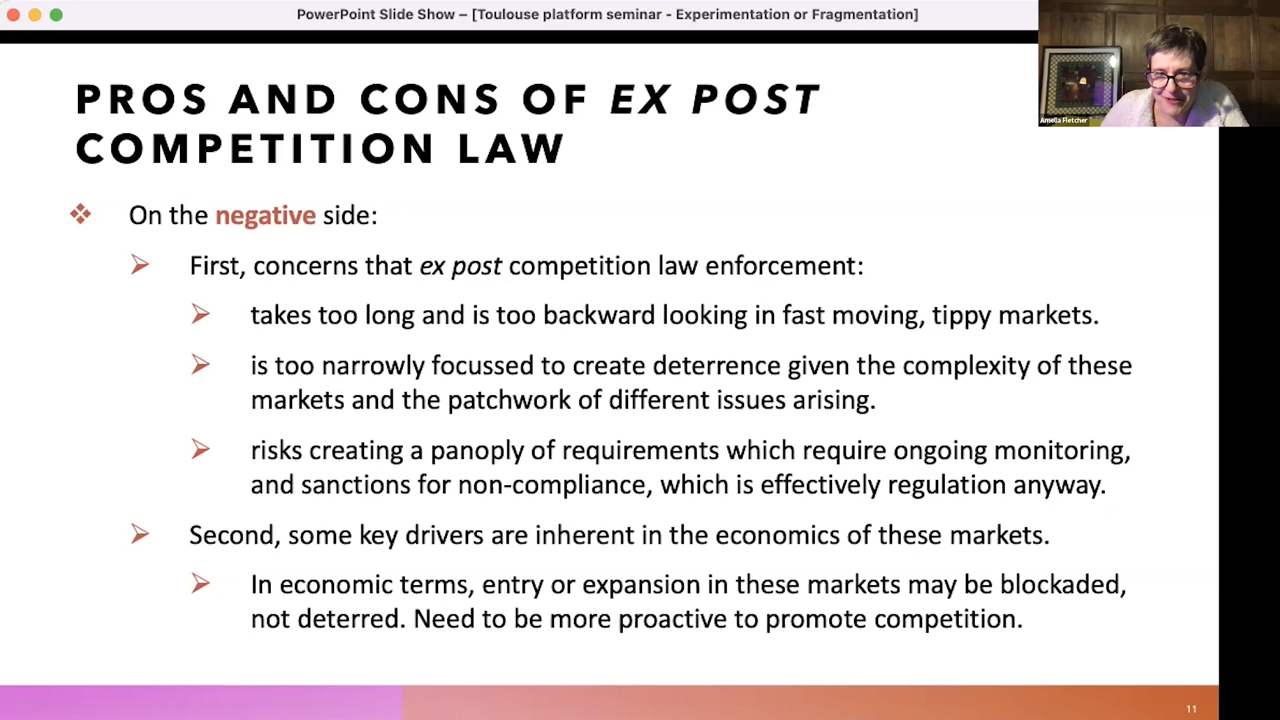 PowerPoint Slide Show – [Toulouse platform seminar - Experimentation or Fragmentation]
PROS AND CONS OF EX POST
COMPETITION LAW
Amelia Fletcher
On the negative side:
First, concerns that ex post competition law enforcement:
takes too long and is too backward looking in fast moving, tippy markets.
is too narrowly focussed to create deterrence given the complexity of these
markets and the patchwork of different issues arising.
risks creating a panoply of requirements which require ongoing monitoring,
and sanctions for non-compliance, which is effectively regulation anyway.
Second, some key drivers are inherent in the economics of these markets.
In economic terms, entry or expansion in these markets may be blockaded,
not deterred. Need to be more proactive to promote competition.
11